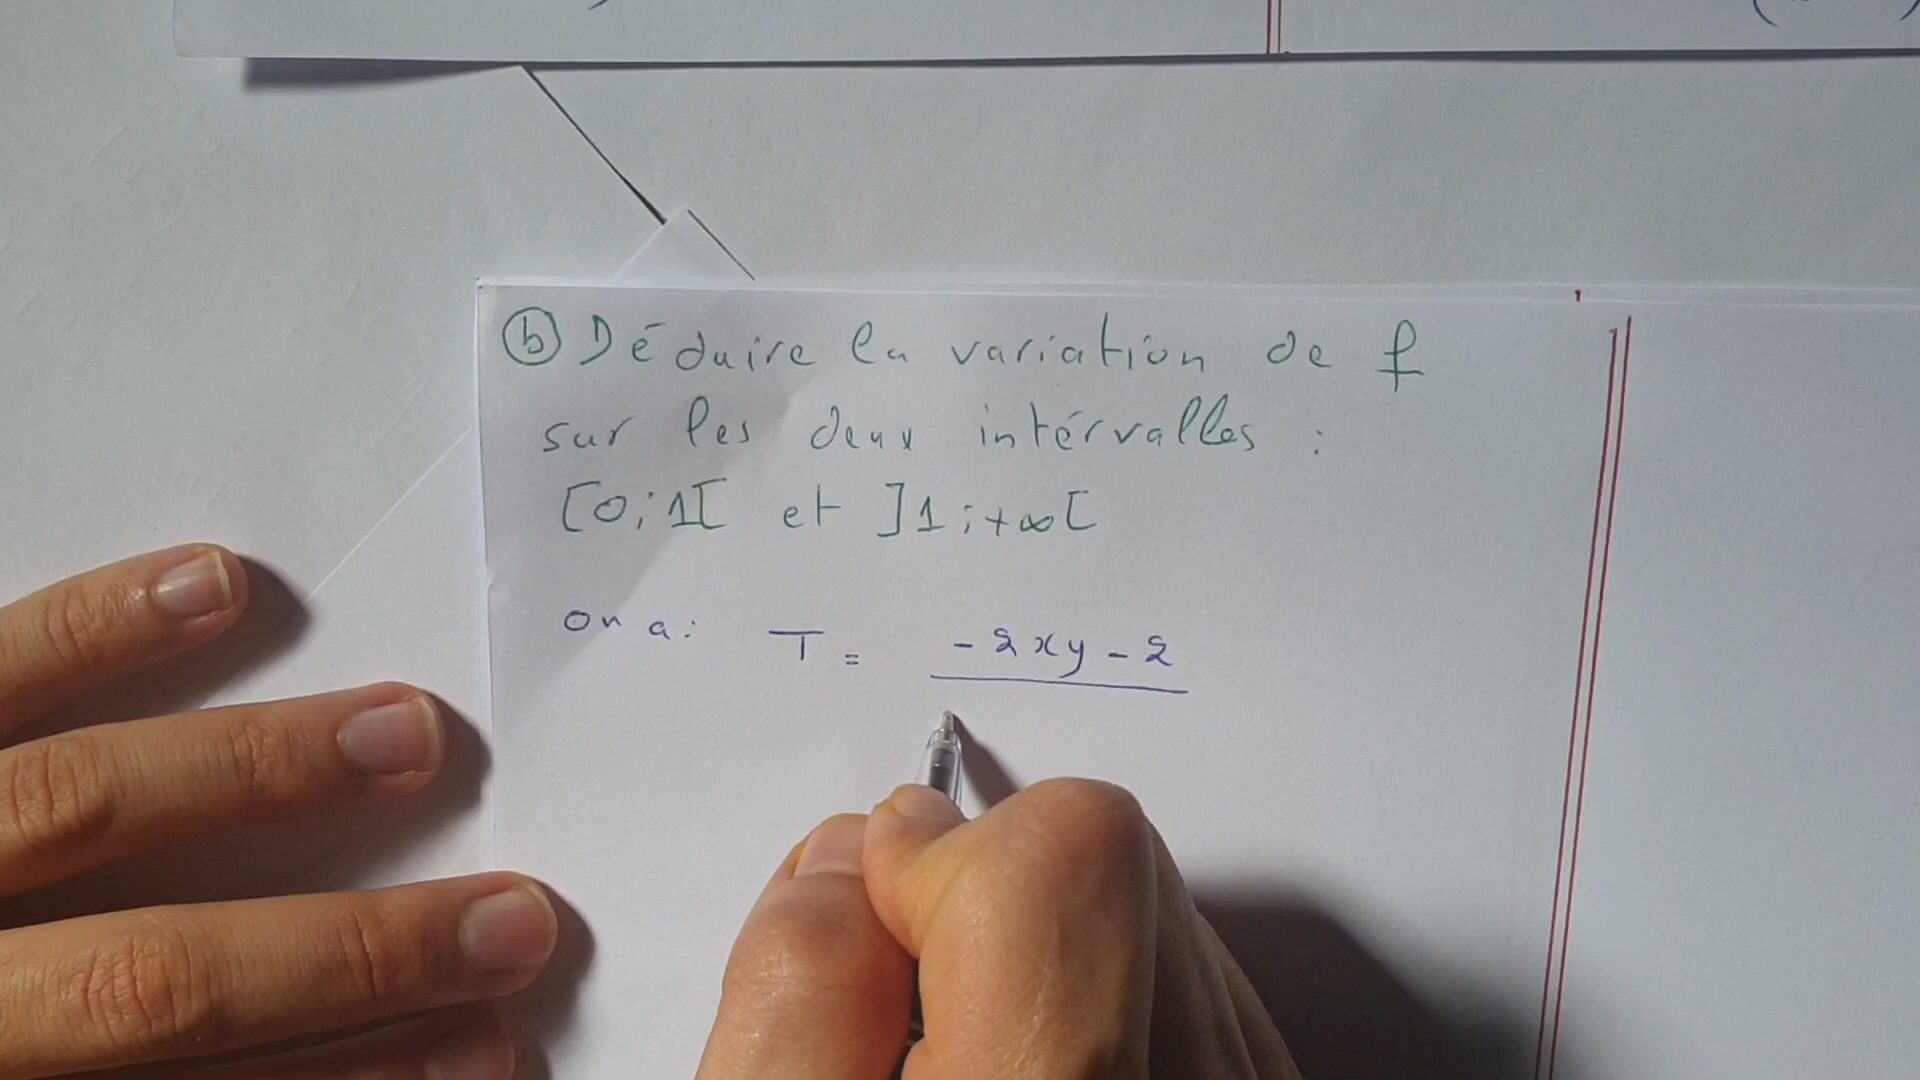 ⓑ Déduire la variation de f
sur les deux intérvalles :
[0;1[ et ]1;+∞[
on a: T = -2xy-2